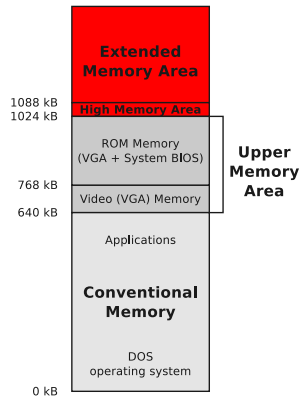 Extended
Memory Area
1088 kB
High Memory Area
1024 kB
ROM Memory
(VGA + System BIOS)
Upper
Memory
Area
768 kB
Video (VGA) Memory
640 kB
Applications
Conventional
Memory
DOS
operating system
0 kB